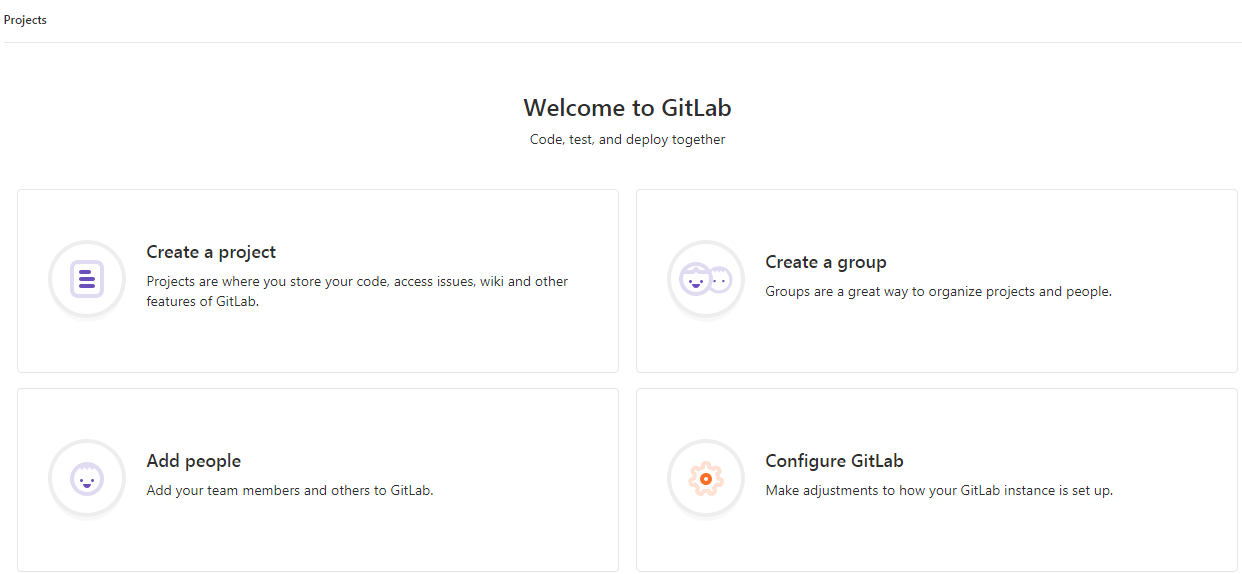 Projects
Welcome to GitLab
Code, test, and deploy together
Create a project
Projects are where you store your code, access issues, wiki and other
features of GitLab.
Create a group
Groups are a great way to organize projects and people.
Add people
Add your team members and others to GitLab.
Configure GitLab
Make adjustments to how your GitLab instance is set up.